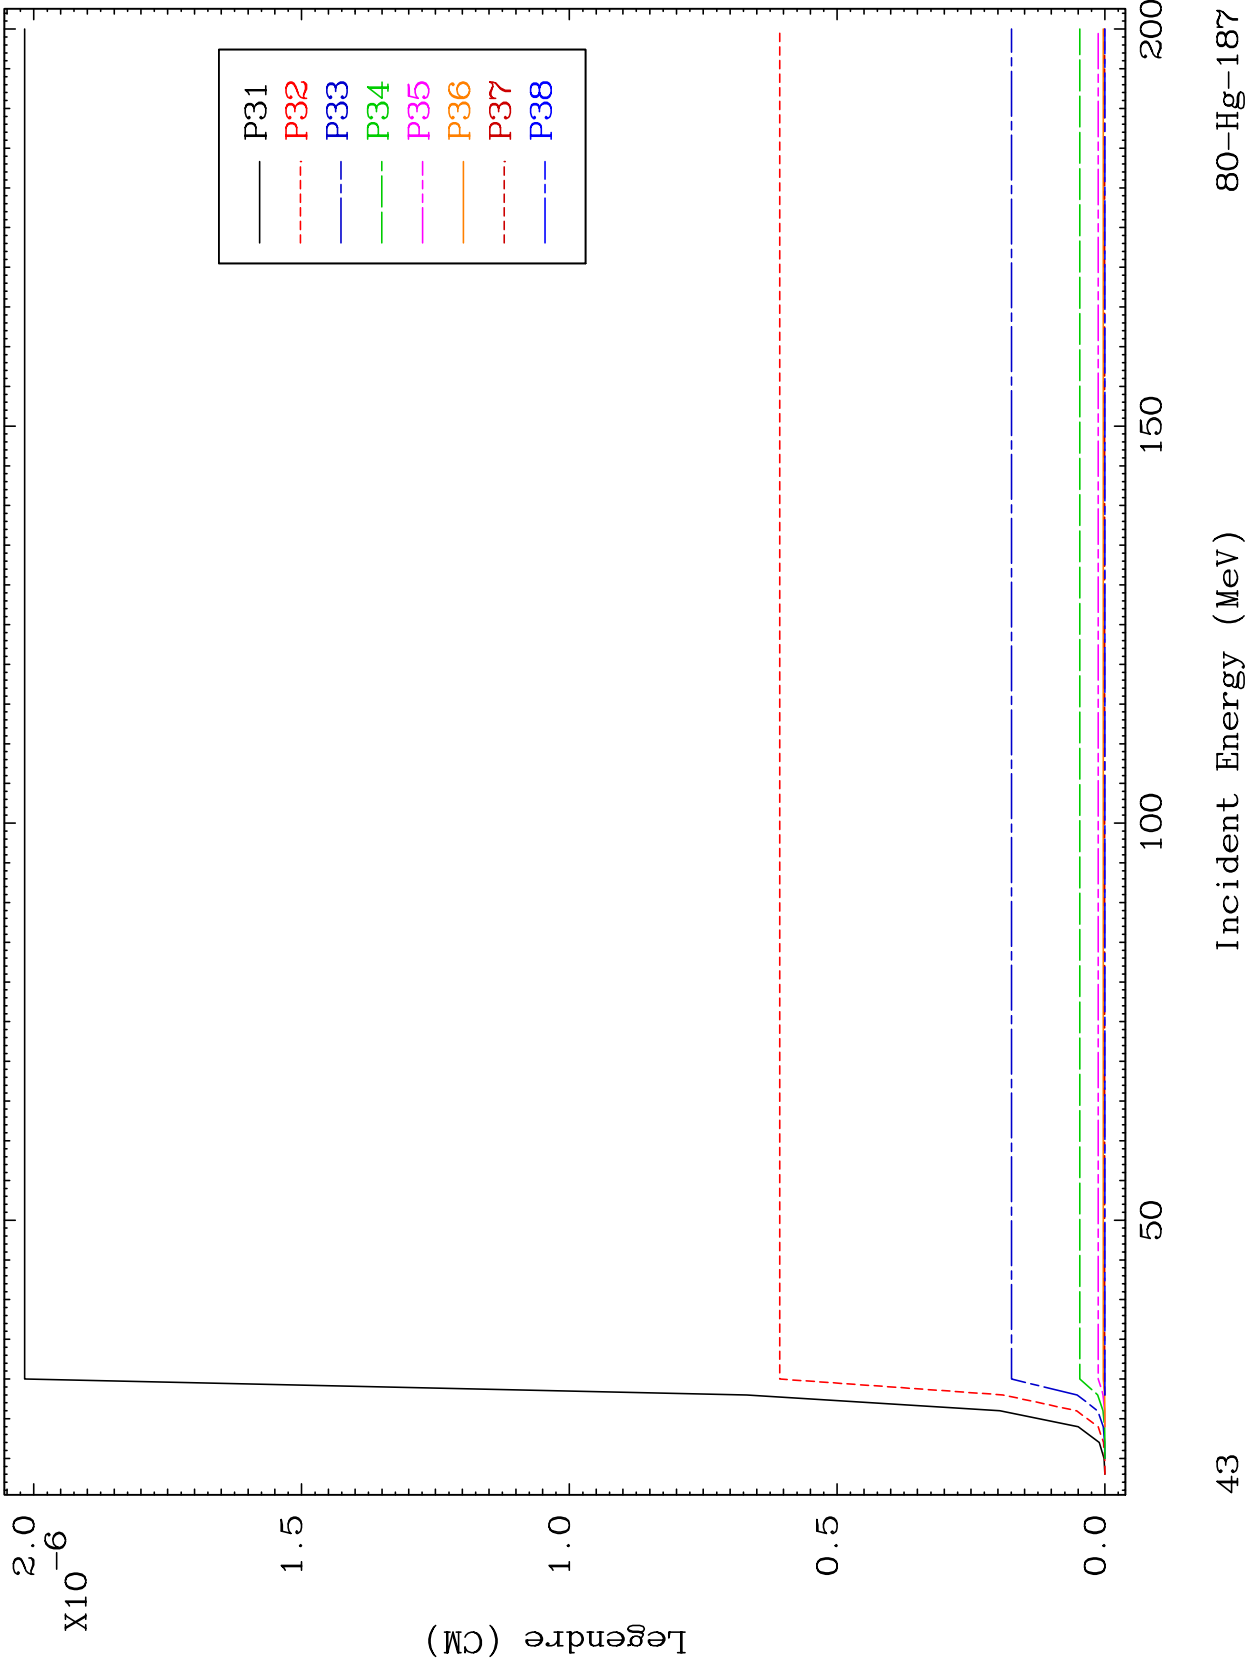 X10-6
2.0
1.5
1.0
0.5
0.0
Legendre (CM)
P31
P32
P33
P34
P35
P36
P37
P38
50
100
150
200
43
Incident Energy (MeV)
80-Hg-187